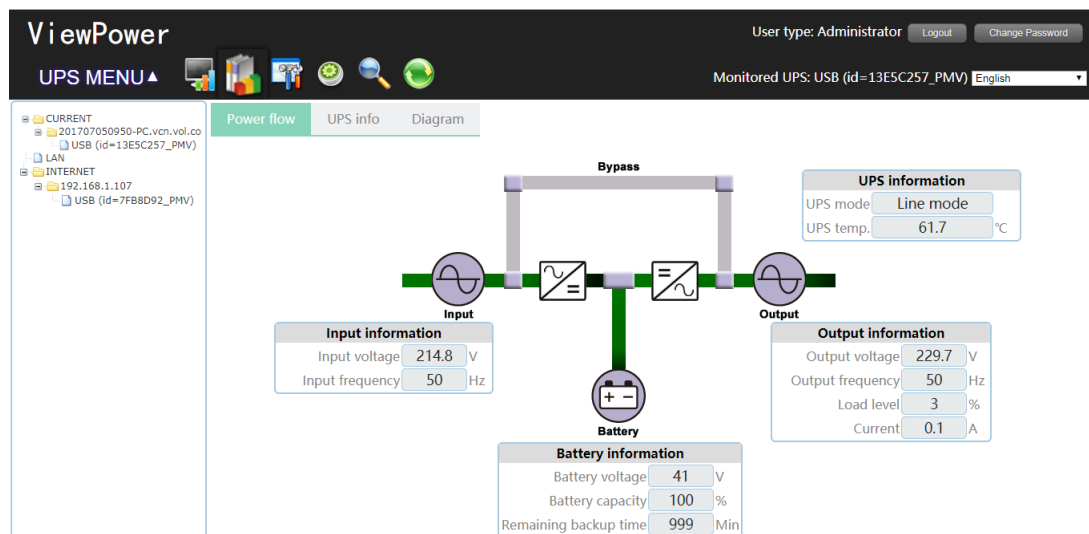 ViewPower
User type: Administrator Logout Change Password
UPS MENU▲
Monitored UPS: USB (id=13E5C257_PMV) English
CURRENT
201707050950-PC.vcn.vol.co
USB (id=13E5C257_PMV)
LAN
INTERNET
192.168.1.107
USB (id=7FB8D92_PMV)
Power flow UPS info Diagram
Bypass
UPS information
UPS mode Line mode
UPS temp. 61.7 °C
Input
Output
Input information
Input voltage 214.8 V
Input frequency 50 Hz
Output information
Output voltage 229.7 V
Output frequency 50 Hz
Load level 3 %
Current 0.1 A
Battery
Battery information
Battery voltage 41 V
Battery capacity 100 %
Remaining backup time 999 Min